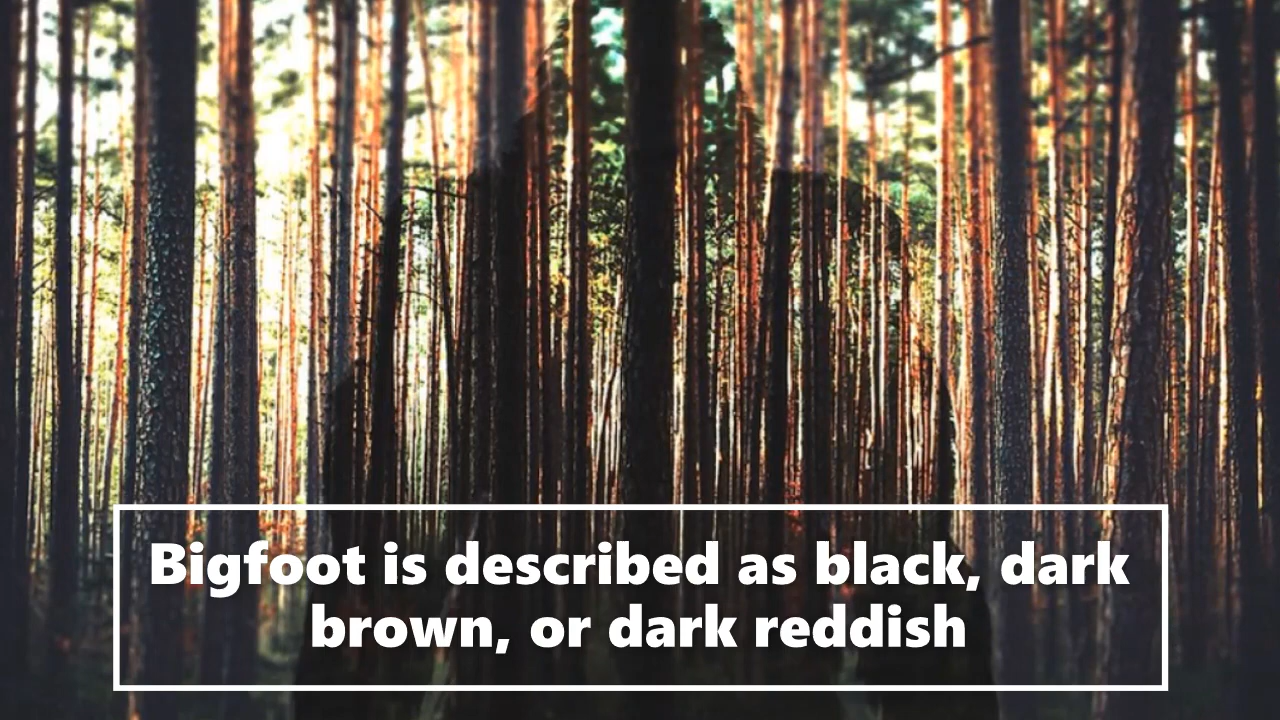 Bigfoot is described as black, dark
brown, or dark reddish